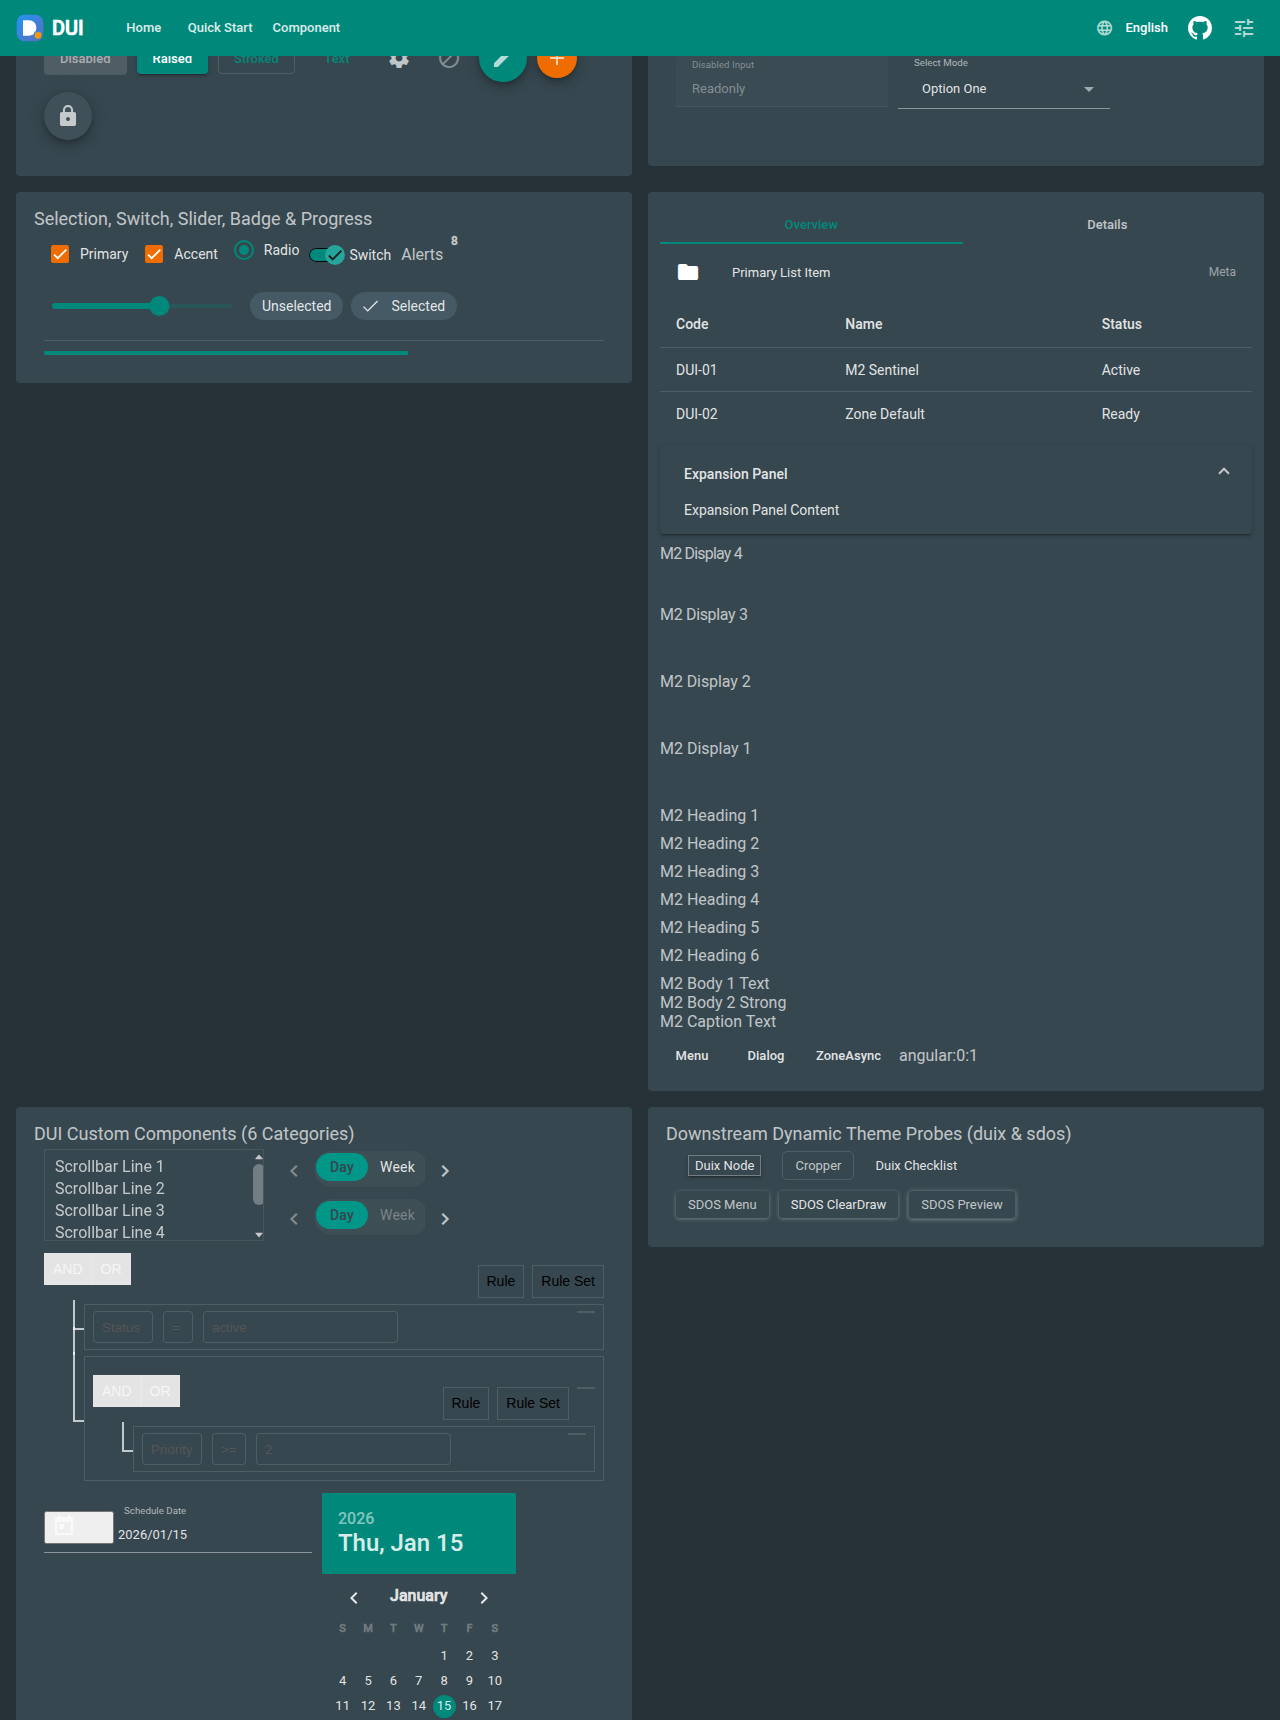 DUI Home Quick Start Component English
Disabled Raised Stroked Text
Disabled Input
Readonly
Select Mode
Option One
Selection, Switch, Slider, Badge & Progress
Primary Accent Radio Switch Alerts 8
Unselected Selected
Overview Details
Primary List Item Meta
Code Name Status
DUI-01 M2 Sentinel Active
DUI-02 Zone Default Ready
Expansion Panel
Expansion Panel Content
M2 Display 4
M2 Display 3
M2 Display 2
M2 Display 1
M2 Heading 1
M2 Heading 2
M2 Heading 3
M2 Heading 4
M2 Heading 5
M2 Heading 6
M2 Body 1 Text
M2 Body 2 Strong
M2 Caption Text
Menu Dialog ZoneAsync angular:0:1
DUI Custom Components (6 Categories)
Scrollbar Line 1
Scrollbar Line 2
Scrollbar Line 3
Scrollbar Line 4
Day Week
Day Week
AND OR
Rule Rule Set
Status = active
AND OR
Rule Rule Set
Priority >= 2
Schedule Date
2026/01/15
2026
Thu, Jan 15
January
S M T W T F S
1 2 3
4 5 6 7 8 9 10
11 12 13 14 15 16 17
Downstream Dynamic Theme Probes (duix & sdos)
Duix Node Cropper Duix Checklist
SDOS Menu SDOS ClearDraw SDOS Preview